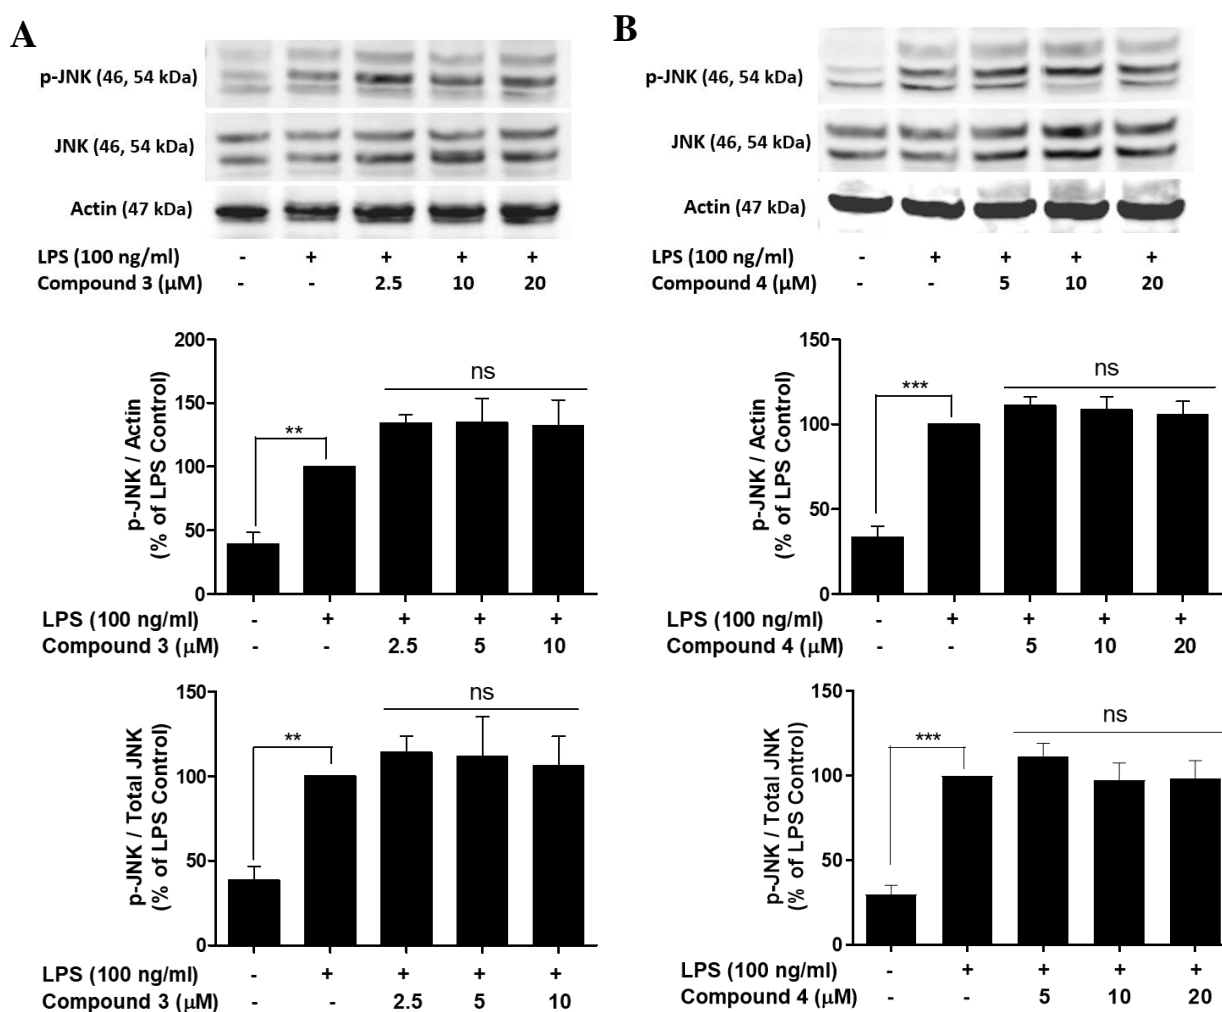 A
p-JNK (46, 54 kDa)
JNK (46, 54 kDa)
Actin (47 kDa)
LPS (100 ng/ml) - + + + +
Compound 3 (μM) - - 2.5 10 20
200
150
100
50
0
p-JNK / Actin
(% of LPS Control)
**
ns
LPS (100 ng/ml) - + + + +
Compound 3 (μM) - - 2.5 5 10
150
100
50
0
p-JNK / Total JNK
(% of LPS Control)
**
ns
LPS (100 ng/ml) - + + + +
Compound 3 (μM) - - 2.5 5 10
B
p-JNK (46, 54 kDa)
JNK (46, 54 kDa)
Actin (47 kDa)
LPS (100 ng/ml) - + + + +
Compound 4 (μM) - - 5 10 20
150
100
50
0
p-JNK / Actin
(% of LPS Control)
***
ns
LPS (100 ng/ml) - + + + +
Compound 4 (μM) - - 5 10 20
150
100
50
0
p-JNK / Total JNK
(% of LPS Control)
***
ns
LPS (100 ng/ml) - + + + +
Compound 4 (μM) - - 5 10 20